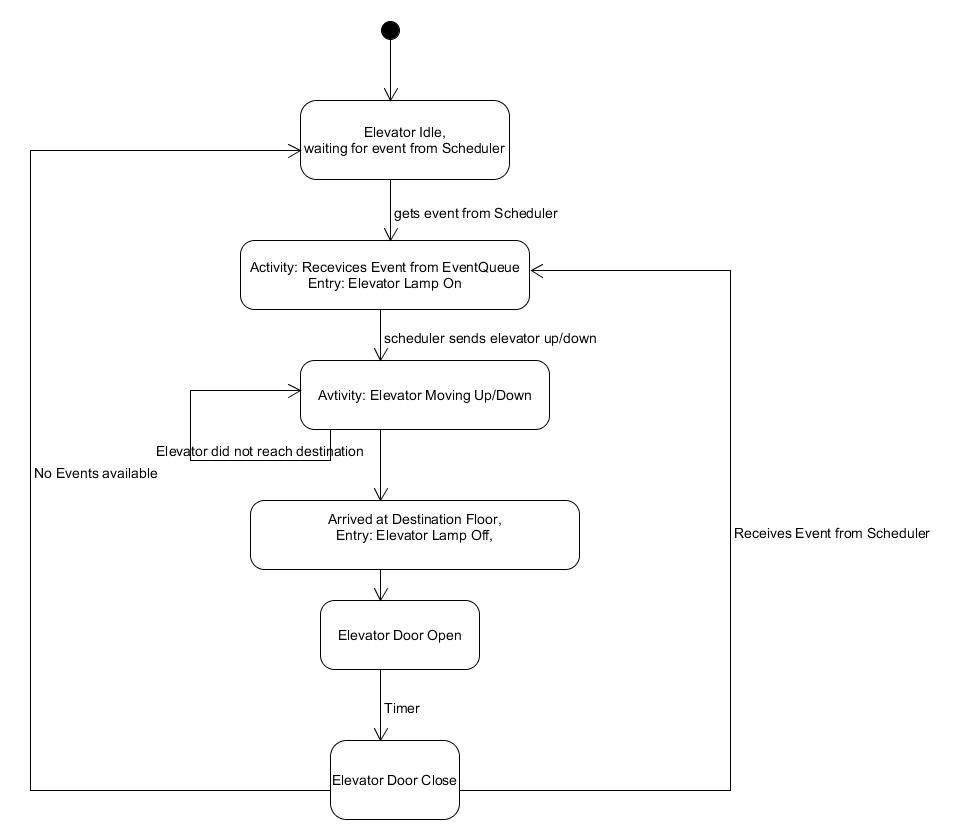 Elevator Idle,
waiting for event from Scheduler
gets event from Scheduler
Activity: Recevices Event from EventQueue
Entry: Elevator Lamp On
scheduler sends elevator up/down
Avtivity: Elevator Moving Up/Down
Elevator did not reach destination
No Events available
Arrived at Destination Floor,
Entry: Elevator Lamp Off,
Receives Event from Scheduler
Elevator Door Open
Timer
Elevator Door Close